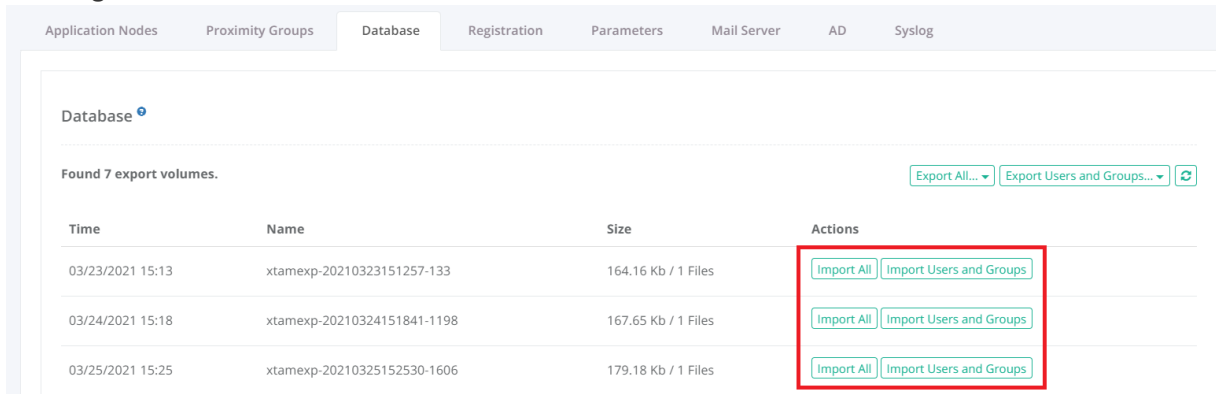 Application Nodes Proximity Groups Database Registration Parameters Mail Server AD Syslog
Database
Found 7 export volumes. Export All... Export Users and Groups...
Time Name Size Actions
03/23/2021 15:13 xtamexp-20210323151257-133 164.16 Kb / 1 Files Import All Import Users and Groups
03/24/2021 15:18 xtamexp-20210324151841-1198 167.65 Kb / 1 Files Import All Import Users and Groups
03/25/2021 15:25 xtamexp-20210325152530-1606 179.18 Kb / 1 Files Import All Import Users and Groups